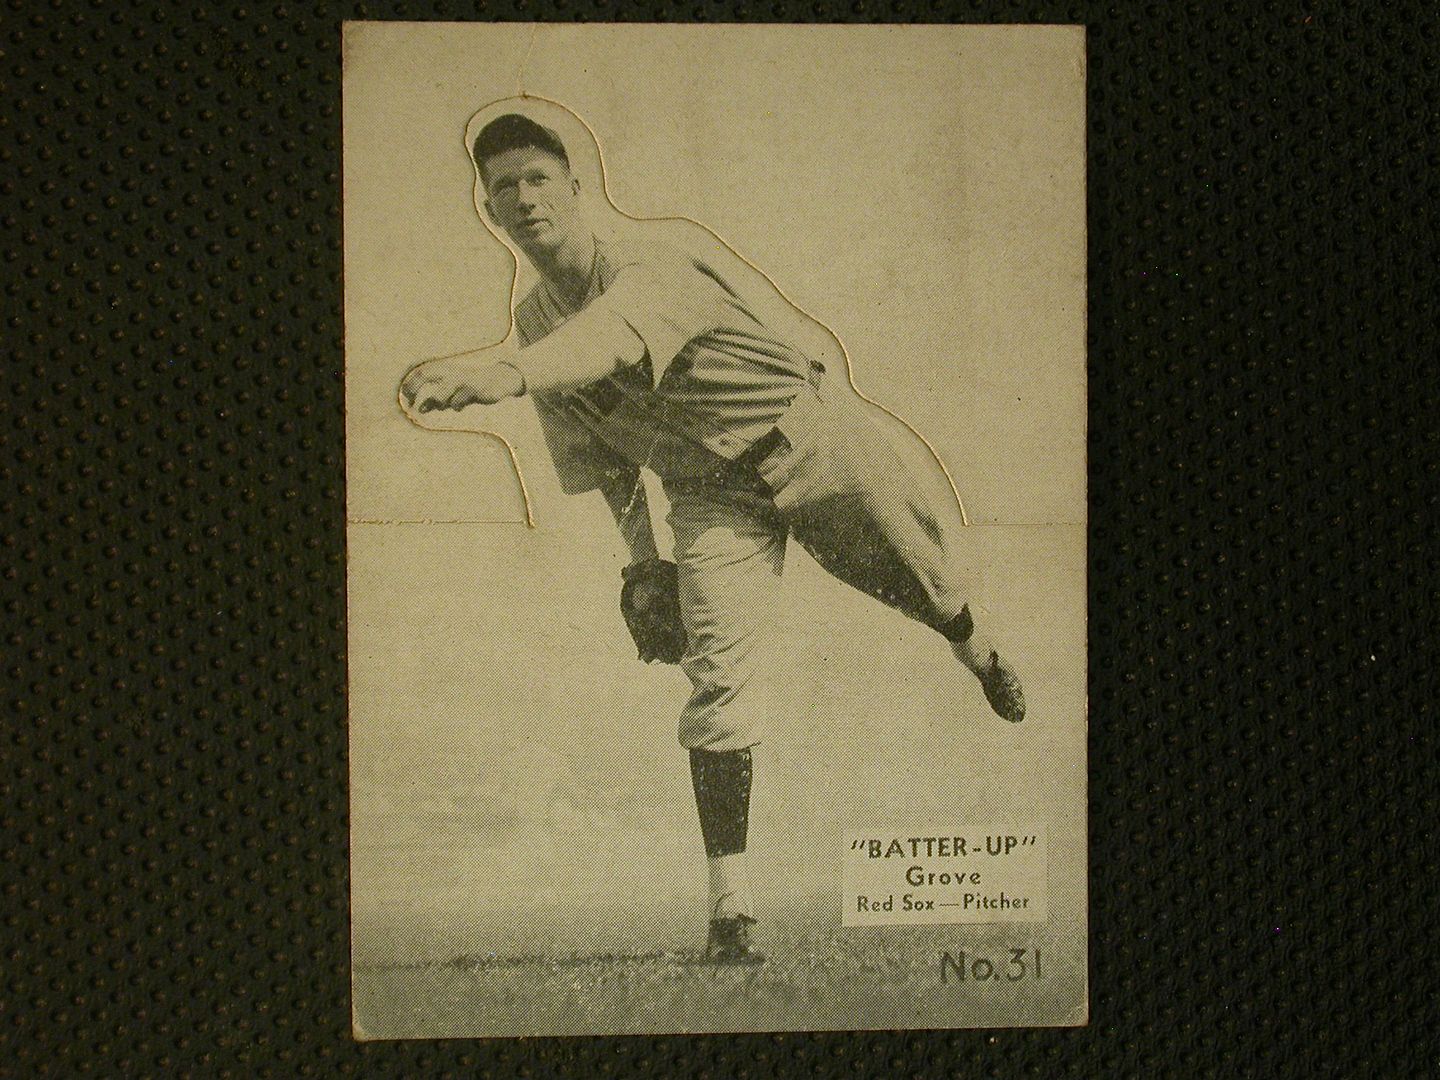 "BATTER-UP"
Grove
Red Sox—Pitcher
No. 31